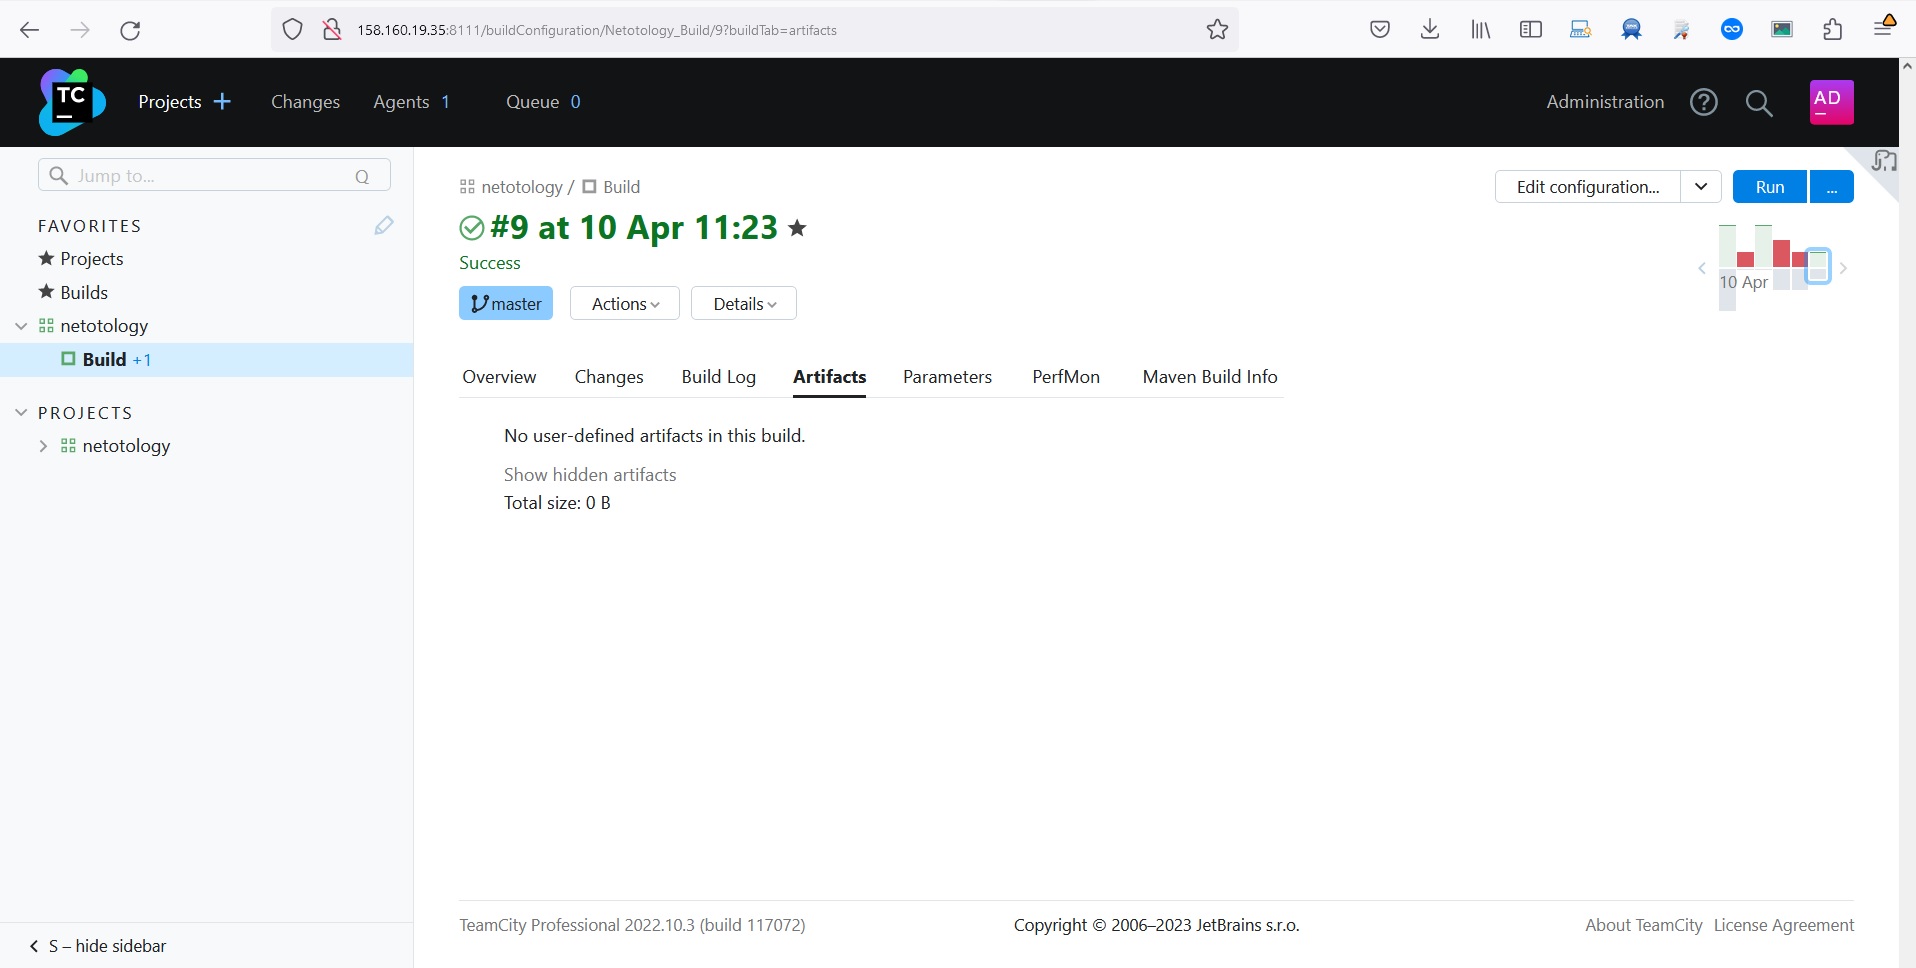 158.160.19.35:8111/buildConfiguration/Netotology_Build/9?buildTab=artifacts
TC
Projects
Changes
Agents 1
Queue 0
Administration
AD
Jump to...
Q
FAVORITES
Projects
Builds
netotology
Build +1
PROJECTS
netotology
S – hide sidebar
netotology / Build
Edit configuration...
Run
...
#9 at 10 Apr 11:23
Success
10 Apr
master
Actions
Details
Overview
Changes
Build Log
Artifacts
Parameters
PerfMon
Maven Build Info
No user-defined artifacts in this build.
Show hidden artifacts
Total size: 0 B
TeamCity Professional 2022.10.3 (build 117072)
Copyright © 2006–2023 JetBrains s.r.o.
About TeamCity
License Agreement